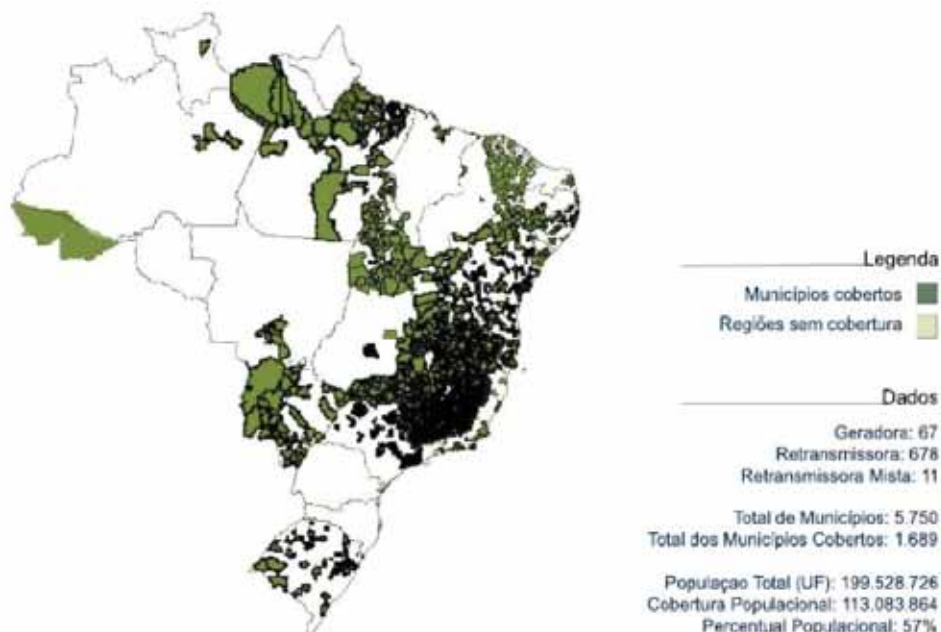 Legenda
Municípios cobertos
Regiões sem cobertura
Dados
Geradora: 67
Retransmissora: 678
Retransmissora Mista: 11
Total de Municípios: 5.750
Total dos Municípios Cobertos: 1.689
Populaçao Total (UF): 199.528.726
Cobertura Populacional: 113.083.864
Percentual Populacional: 57%